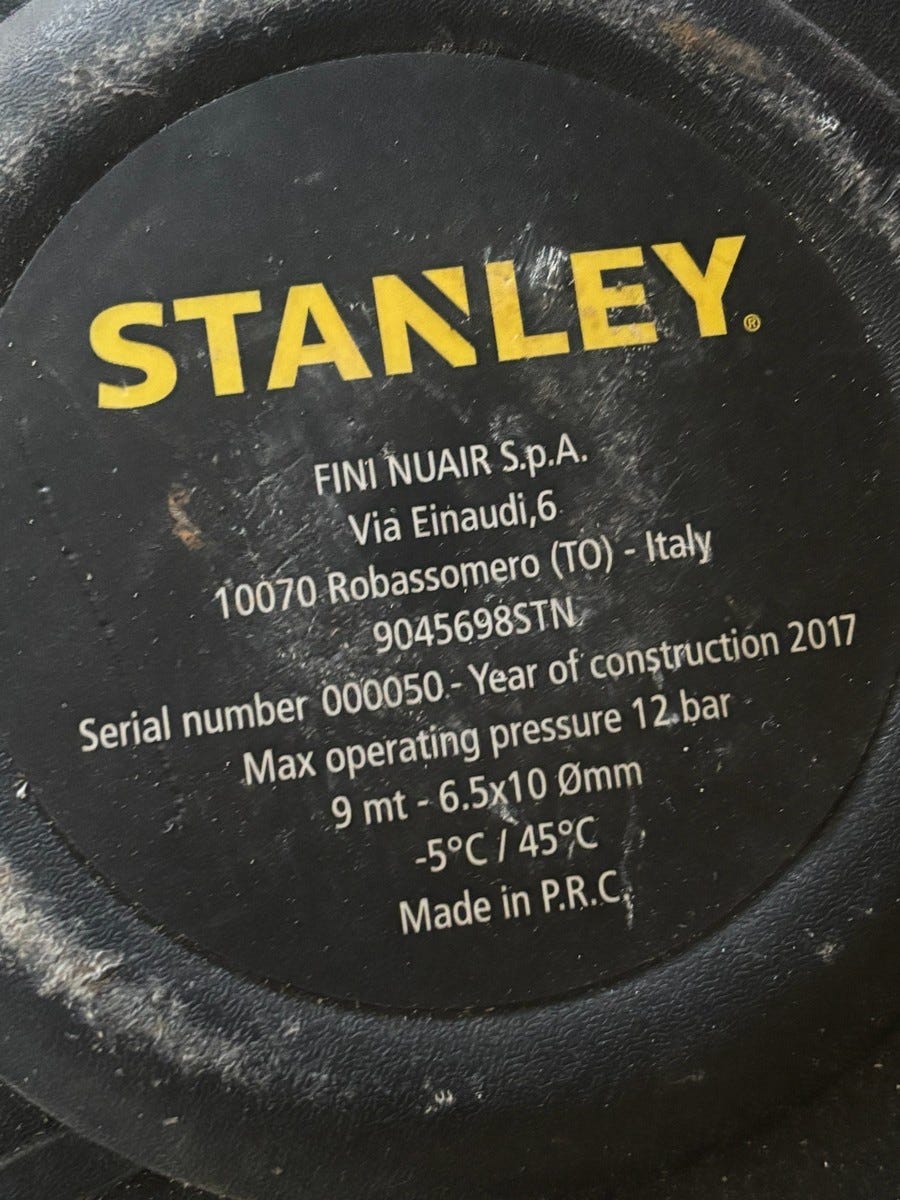 STANLEY®
FINI NUAIR S.p.A.
Via Einaudi,6
10070 Robassomero (TO) - Italy
9045698STN
Serial number 000050 - Year of construction 2017
Max operating pressure 12 bar
9 mt - 6.5x10 Ømm
-5°C / 45°C
Made in P.R.C.